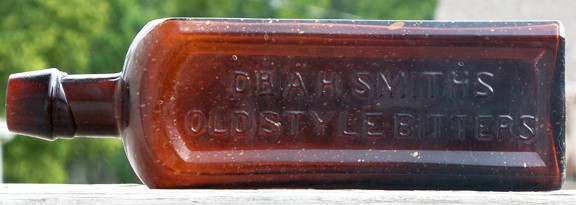 DR A H SMITHS
OLD STYLE BITTERS